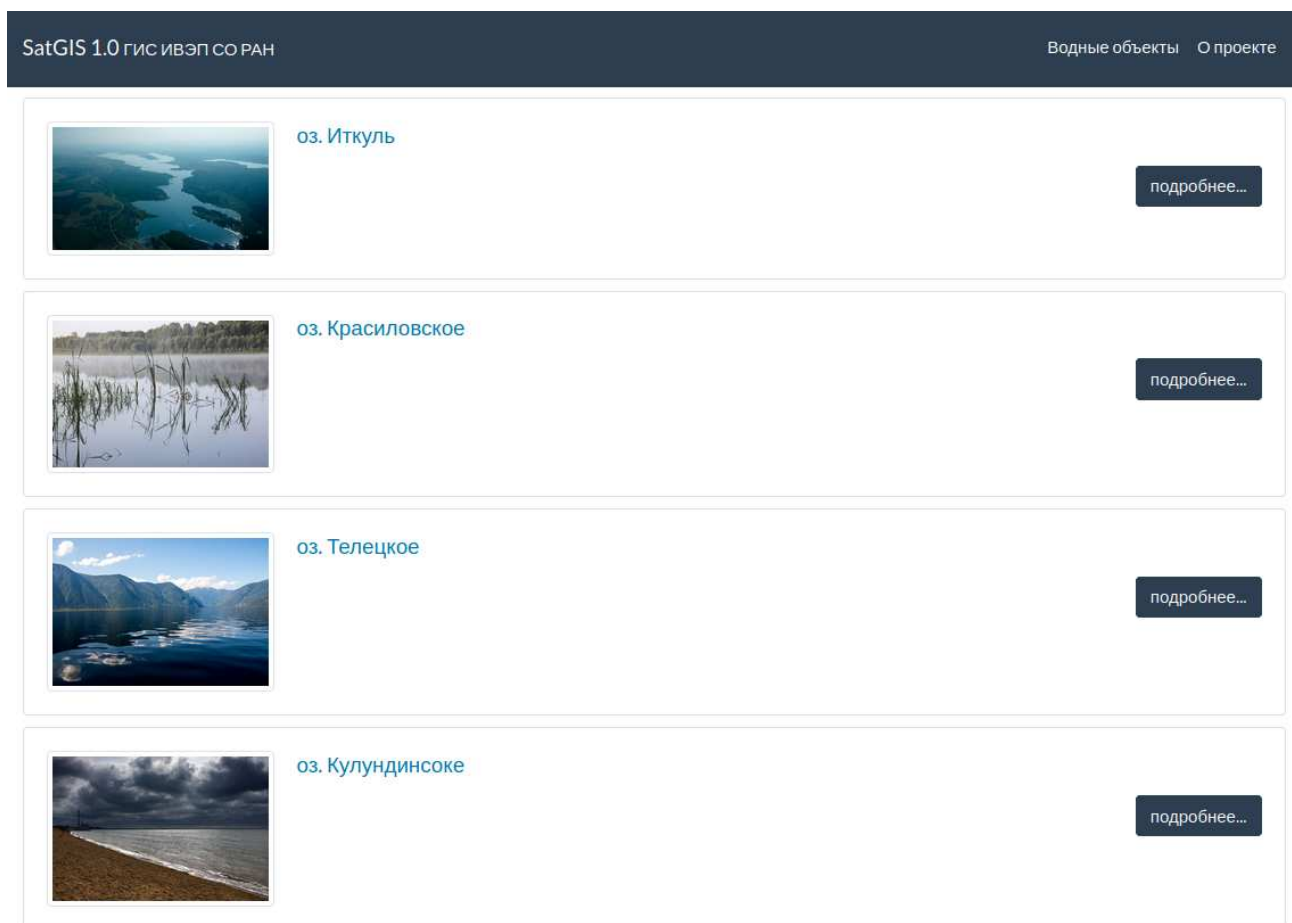 SatGIS 1.0 ГИС ИВЭП СО РАН
Водные объекты О проекте
оз. Иткуль
подробнее...
оз. Красиловское
подробнее...
оз. Телецкое
подробнее...
оз. Кулундинсоке
подробнее...